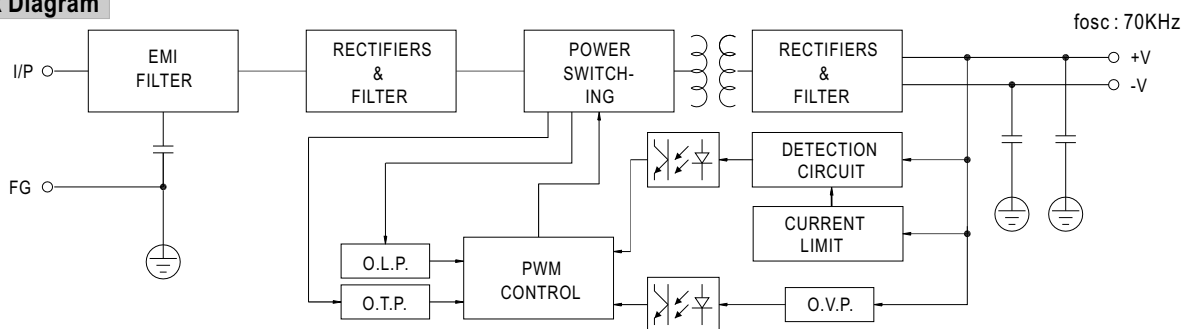 Diagram
fosc : 70KHz
I/P
EMI
FILTER
RECTIFIERS
&
FILTER
POWER
SWITCH-
ING
RECTIFIERS
&
FILTER
+V
-V
DETECTION
CIRCUIT
FG
CURRENT
LIMIT
O.L.P.
PWM
CONTROL
O.T.P.
O.V.P.